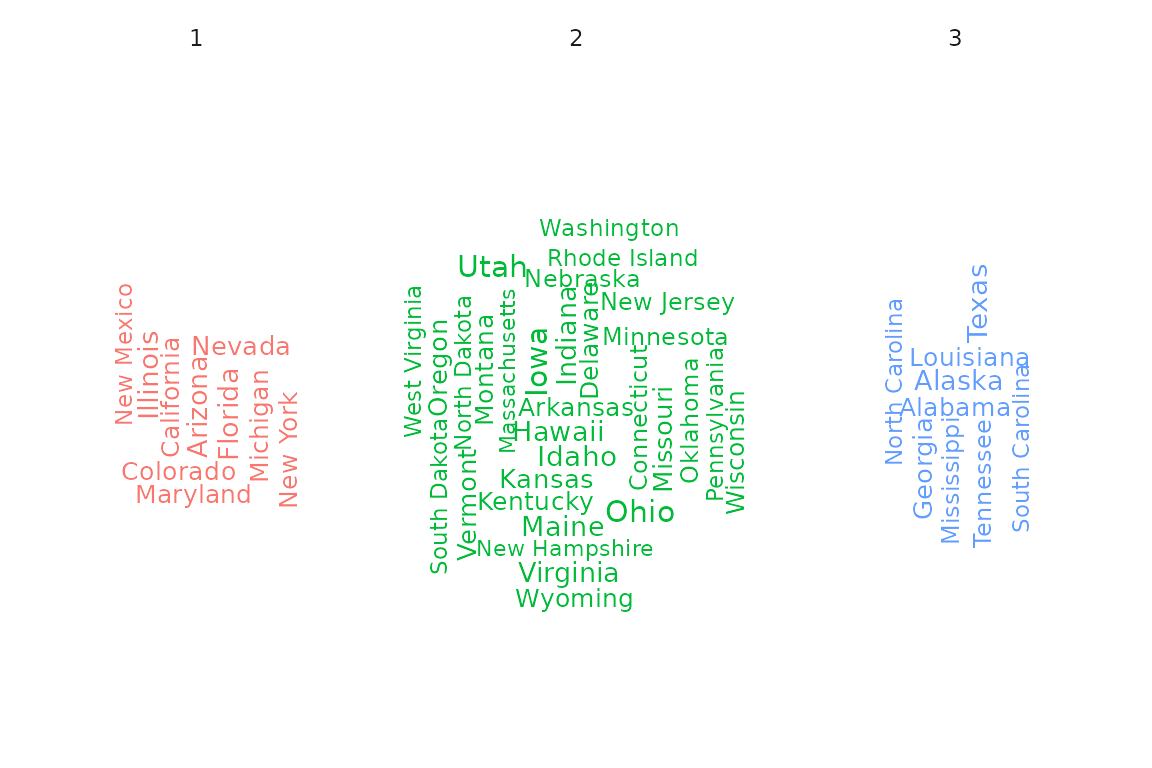 1
2
3
New Mexico
Illinois
California
Nevada
Arizona
Florida
Michigan
New York
Colorado
Maryland
Washington
Rhode Island
Utah
Nebraska
New Jersey
Minnesota
West Virginia
Oregon
North Dakota
Montana
Massachusetts
Iowa
Indiana
Delaware
Arkansas
Hawaii
Idaho
Connecticut
Missouri
Oklahoma
Pennsylvania
Wisconsin
South Dakota
Vermont
Kansas
Kentucky
Ohio
Maine
New Hampshire
Virginia
Wyoming
Texas
North Carolina
Louisiana
Alaska
Alabama
South Carolina
Georgia
Mississippi
Tennessee